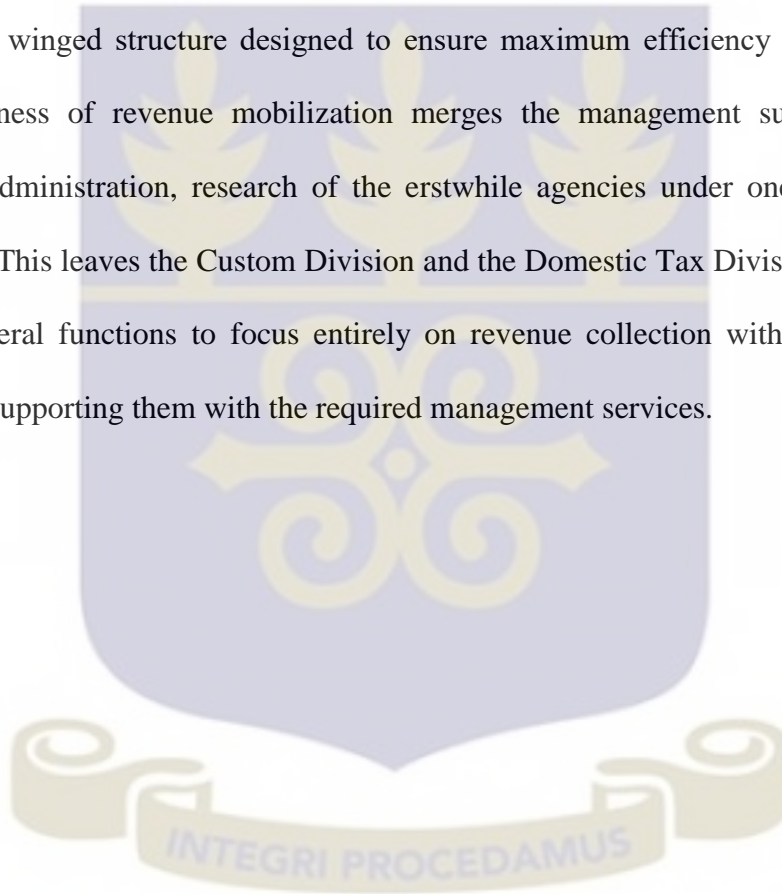 winged structure designed to ensure maximum efficiency
ness of revenue mobilization merges the management su
dministration, research of the erstwhile agencies under one
This leaves the Custom Division and the Domestic Tax Divis
eral functions to focus entirely on revenue collection with
upporting them with the required management services.
INTEGRI PROCEDAMUS